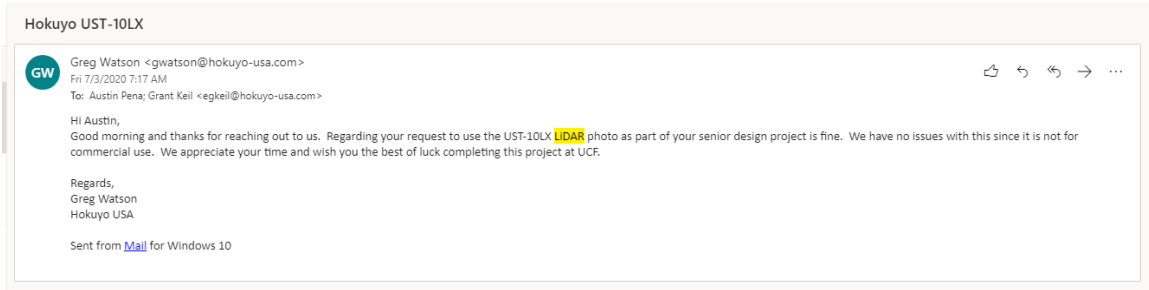 Hokuyo UST-10LX
GW
Greg Watson <gwatson@hokuyo-usa.com>
Fri 7/3/2020 7:17 AM
To: Austin Pena; Grant Keil <egkeil@hokuyo-usa.com>
Hi Austin,
Good morning and thanks for reaching out to us. Regarding your request to use the UST-10LX LiDAR photo as part of your senior design project is fine. We have no issues with this since it is not for
commercial use. We appreciate your time and wish you the best of luck completing this project at UCF.
Regards,
Greg Watson
Hokuyo USA
Sent from Mail for Windows 10